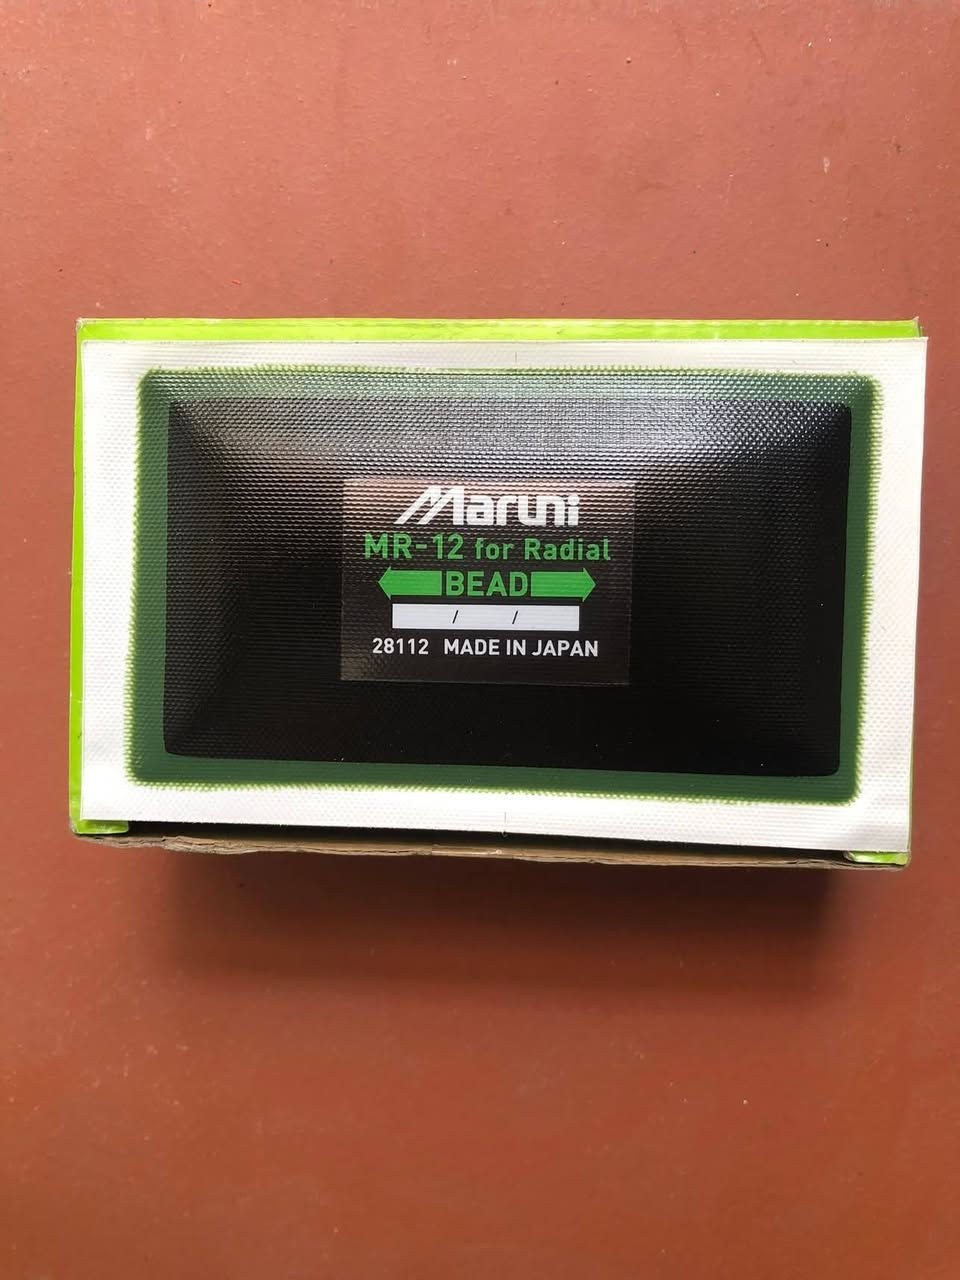 Maruni
MR-12 for Radial
BEAD
/ /
28112 MADE IN JAPAN